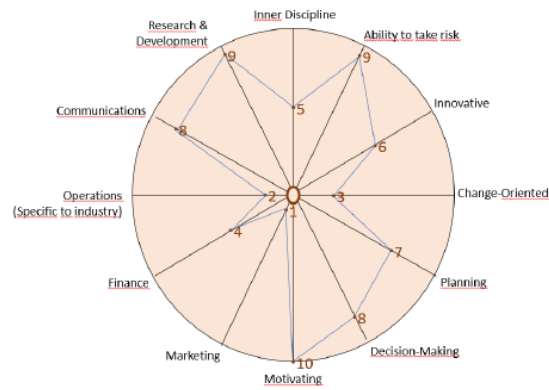 Inner Discipline
Research &
Development
Ability to take risk
9
9
Communications
Innovative
5
8
6
Operations
(Specific to industry)
2
3
Change-Oriented
1
4
7
Finance
Planning
8
Marketing
Decision-Making
10
Motivating